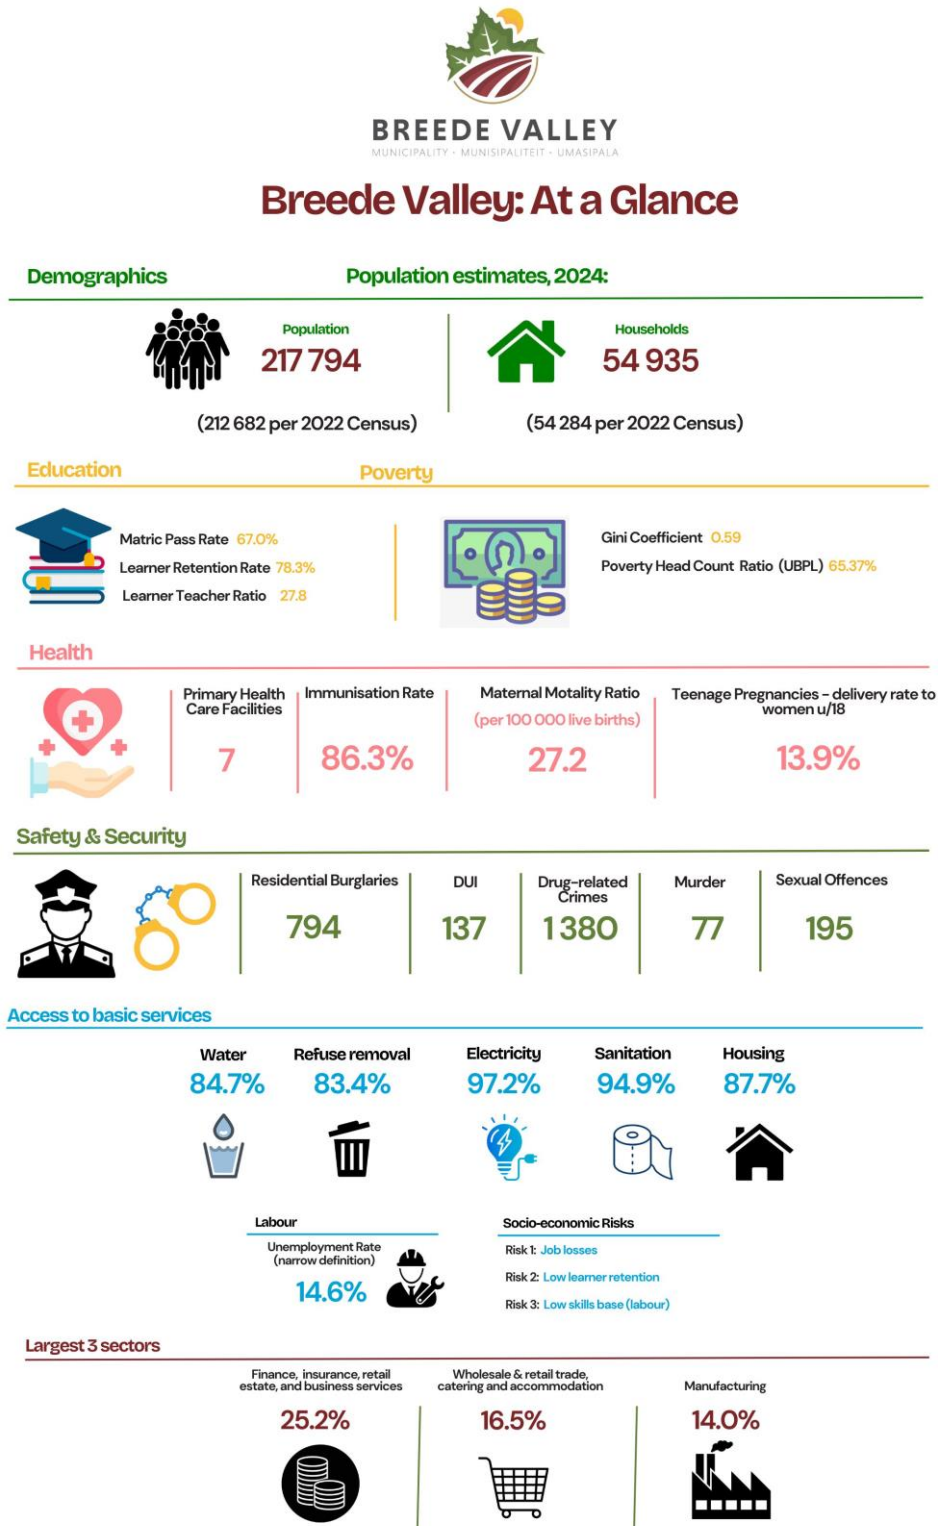 BREEDE VALLEY
MUNICIPALITY - MUNISIPALITEIT - UMASIPALA
Breede Valley: At a Glance
Demographics
Population estimates, 2024:
Population
217 794
(212 682 per 2022 Census)
Households
54 935
(54 284 per 2022 Census)
Education
Poverty
Matric Pass Rate 67.0%
Learner Retention Rate 78.3%
Learner Teacher Ratio 27.8
Gini Coefficient 0.59
Poverty Head Count Ratio (UBPL) 65.37%
Health
Primary Health
Care Facilities
7
Immunisation Rate
86.3%
Maternal Motality Ratio
(per 100 000 live births)
27.2
Teenage Pregnancies – delivery rate to
women u/18
13.9%
Safety & Security
Residential Burglaries
794
DUI
137
Drug-related
Crimes
1 380
Murder
77
Sexual Offences
195
Access to basic services
Water
84.7%
Refuse removal
83.4%
Electricity
97.2%
Sanitation
94.9%
Housing
87.7%
Labour
Unemployment Rate
(narrow definition)
14.6%
Socio-economic Risks
Risk 1: Job losses
Risk 2: Low learner retention
Risk 3: Low skills base (labour)
Largest 3 sectors
Finance, insurance, retail
estate, and business services
25.2%
Wholesale & retail trade,
catering and accommodation
16.5%
Manufacturing
14.0%